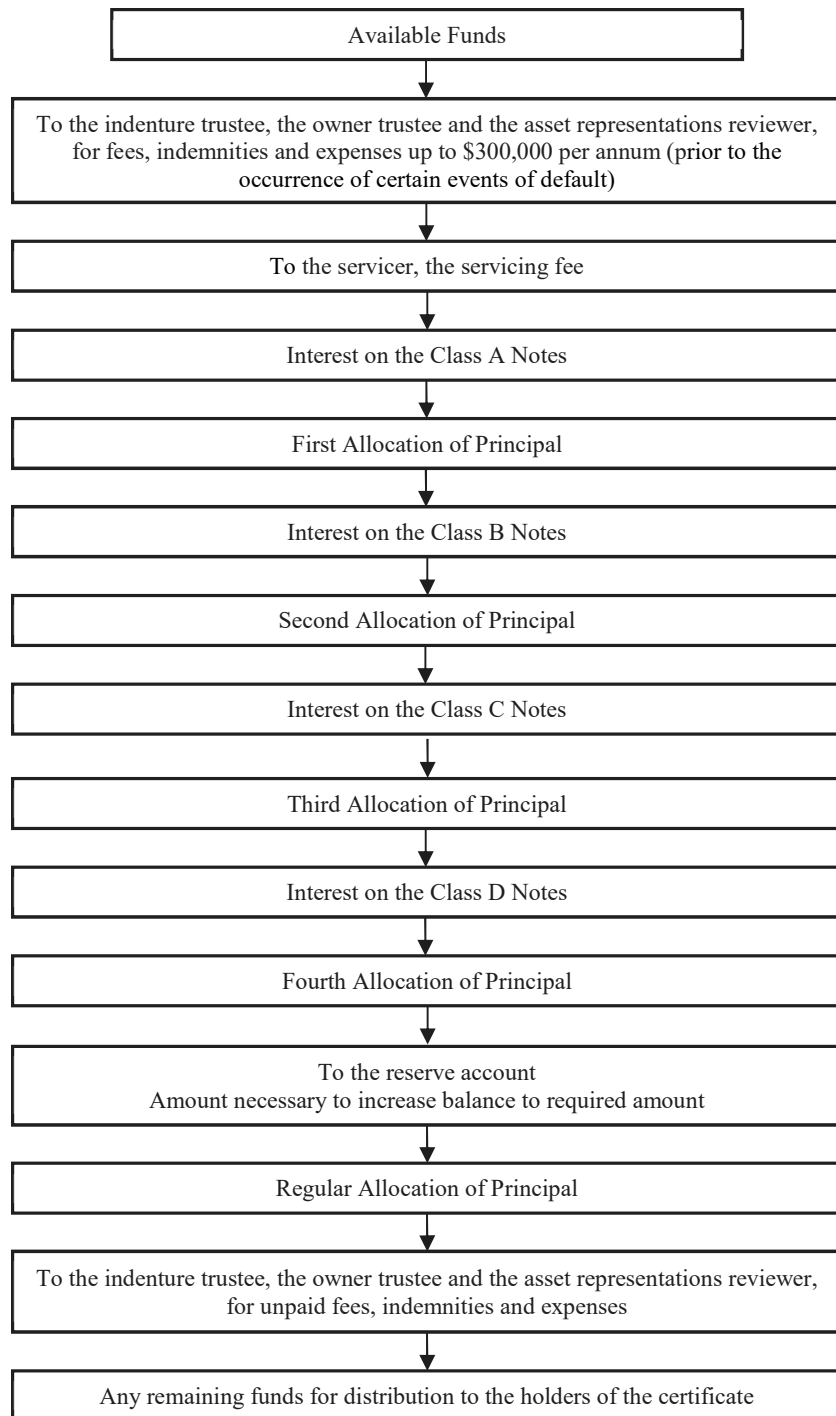 Available Funds
To the indenture trustee, the owner trustee and the asset representations reviewer,
for fees, indemnities and expenses up to $300,000 per annum (prior to the
occurrence of certain events of default)
To the servicer, the servicing fee
Interest on the Class A Notes
First Allocation of Principal
Interest on the Class B Notes
Second Allocation of Principal
Interest on the Class C Notes
Third Allocation of Principal
Interest on the Class D Notes
Fourth Allocation of Principal
To the reserve account
Amount necessary to increase balance to required amount
Regular Allocation of Principal
To the indenture trustee, the owner trustee and the asset representations reviewer,
for unpaid fees, indemnities and expenses
Any remaining funds for distribution to the holders of the certificate